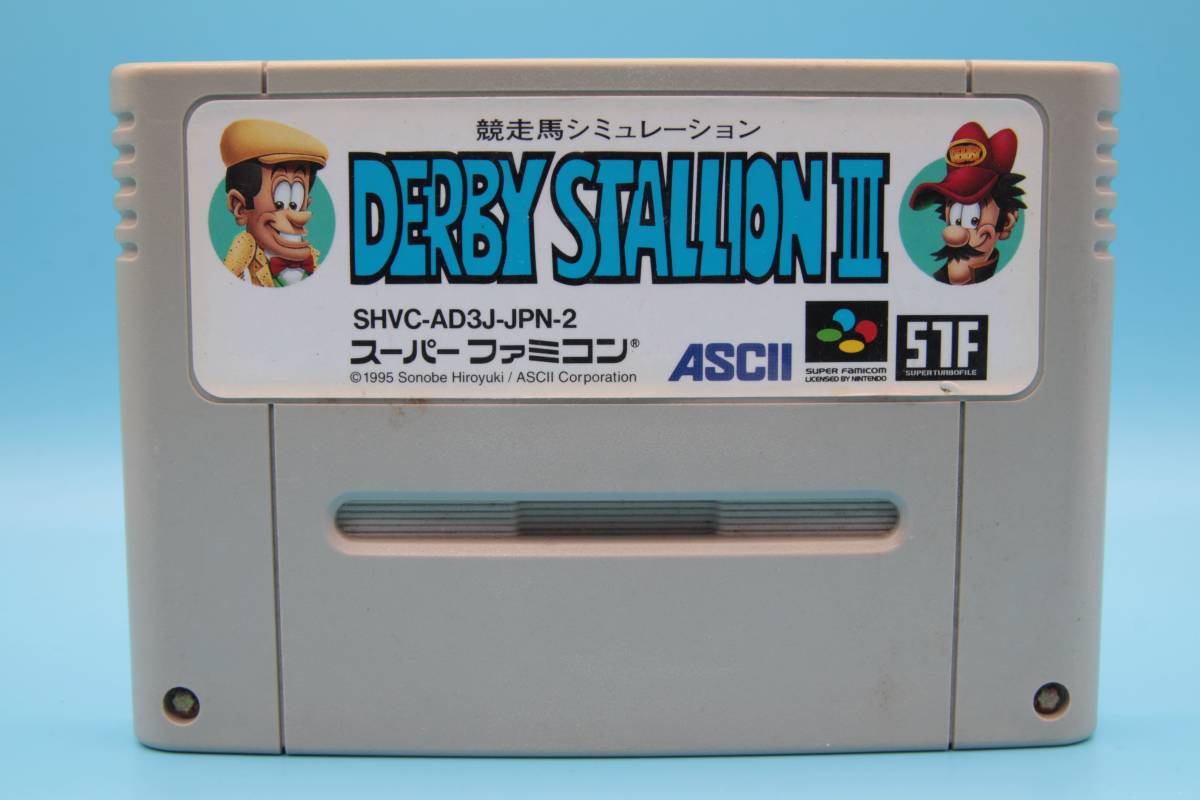 競走馬シミュレーション
DERBY STALLION III
DERBY
SHVC-AD3J-JPN-2
スーパーファミコン®
©1995 Sonobe Hiroyuki / ASCII Corporation
ASCII
SUPER FAMICOM
LICENSED BY NINTENDO
STF
SUPERTURBOFILE